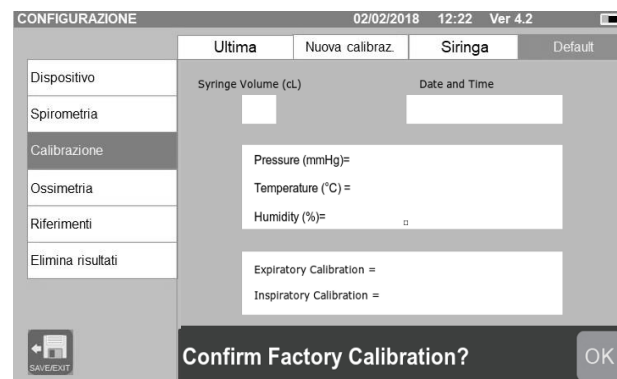 CONFIGURAZIONE 02/02/2018 12:22 Ver 4.2
Ultima Nuova calibraz. Siringa Default
Dispositivo
Spirometria
Calibrazione
Ossimetria
Riferimenti
Elimina risultati
Syringe Volume (cL) Date and Time
Pressure (mmHg)=
Temperature (°C) =
Humidity (%)=
Expiratory Calibration =
Inspiratory Calibration =
SAVE/EXIT
Confirm Factory Calibration? OK